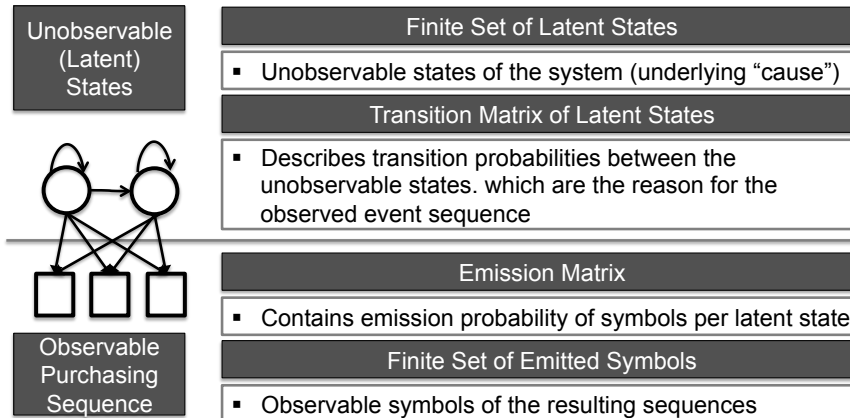 Unobservable
(Latent)
States
Finite Set of Latent States
▪ Unobservable states of the system (underlying “cause”)
Transition Matrix of Latent States
▪ Describes transition probabilities between the
unobservable states. which are the reason for the
observed event sequence
Emission Matrix
▪ Contains emission probability of symbols per latent state
Observable
Purchasing
Sequence
Finite Set of Emitted Symbols
▪ Observable symbols of the resulting sequences